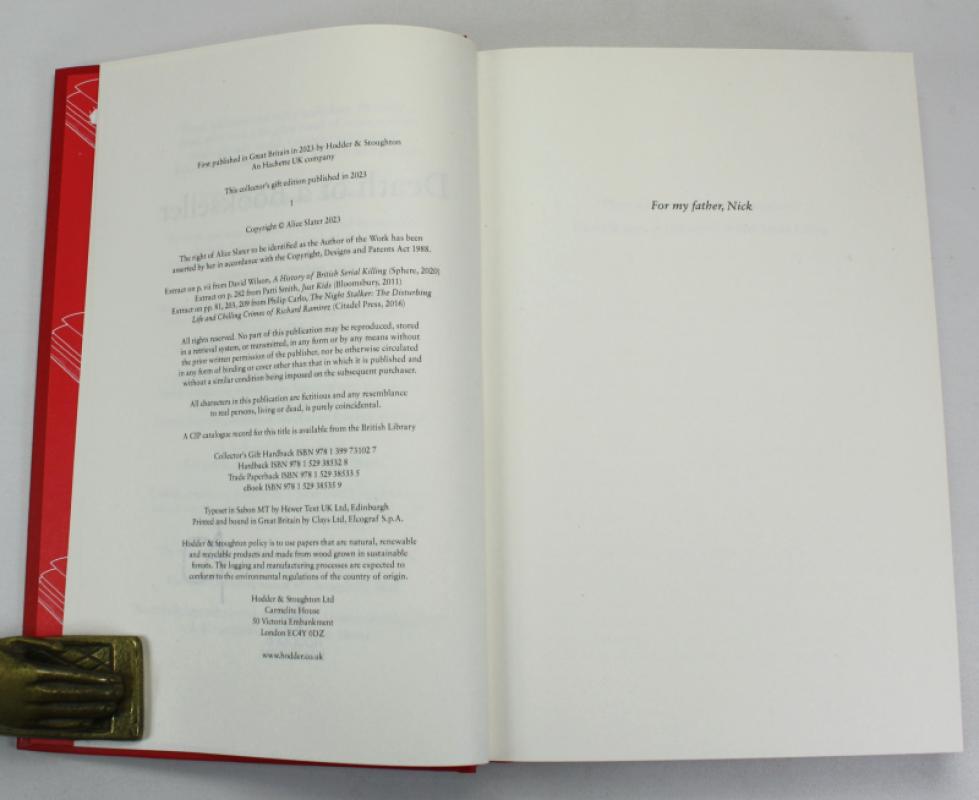 First published in Great Britain in 2023 by Hodder & Stoughton
An Hachette UK company
This collector's gift edition published in 2023
1
Copyright © Alice Slater 2023
The right of Alice Slater to be identified as the Author of the Work has been
asserted by her in accordance with the Copyright, Designs and Patents Act 1988.
Extract on p. vii from David Wilson, A History of British Serial Killing (Sphere, 2020)
Extract on p. 282 from Patti Smith, Just Kids (Bloomsbury, 2011)
Extract on pp. 81, 203, 209 from Philip Carlo, The Night Stalker: The Disturbing
Life and Chilling Crimes of Richard Ramirez (Citadel Press, 2016)
All rights reserved. No part of this publication may be reproduced, stored
in a retrieval system, or transmitted, in any form or by any means without
the prior written permission of the publisher, nor be otherwise circulated
in any form of binding or cover other than that in which it is published and
without a similar condition being imposed on the subsequent purchaser.
All characters in this publication are fictitious and any resemblance
to real persons, living or dead, is purely coincidental.
A CIP catalogue record for this title is available from the British Library
Collector's Gift Hardback ISBN 978 1 399 73102 7
Hardback ISBN 978 1 529 38532 8
Trade Paperback ISBN 978 1 529 38533 5
eBook ISBN 978 1 529 38535 9
Typeset in Sabon MT by Hewer Text UK Ltd, Edinburgh
Printed and bound in Great Britain by Clays Ltd, Elcograf S.p.A.
Hodder & Stoughton policy is to use papers that are natural, renewable
and recyclable products and made from wood grown in sustainable
forests. The logging and manufacturing processes are expected to
conform to the environmental regulations of the country of origin.
Hodder & Stoughton Ltd
Carmelite House
50 Victoria Embankment
London EC4Y 0DZ
www.hodder.co.uk
For my father, Nick